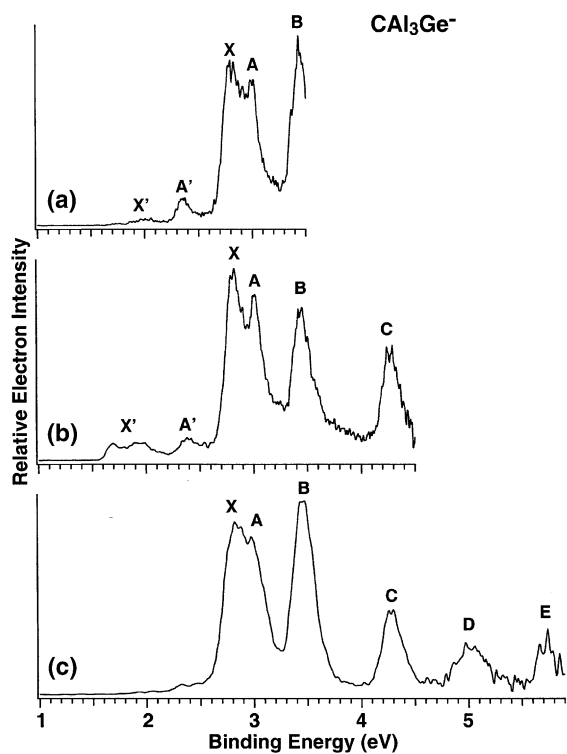 CAl₃Ge⁻
B
X
A
A'
X'
(a)
X
A
B
C
X'
A'
(b)
B
X
A
C
D
E
(c)
1 2 3 4 5
Binding Energy (eV)
Relative Electron Intensity